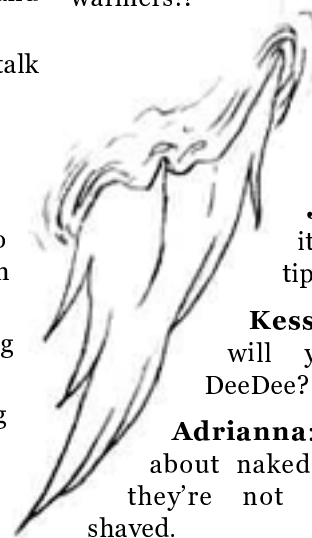 warmers!!
talk
it
tip
Kess
will y
DeeDee?
g
Adrianna:
about naked
they're not
shaved.